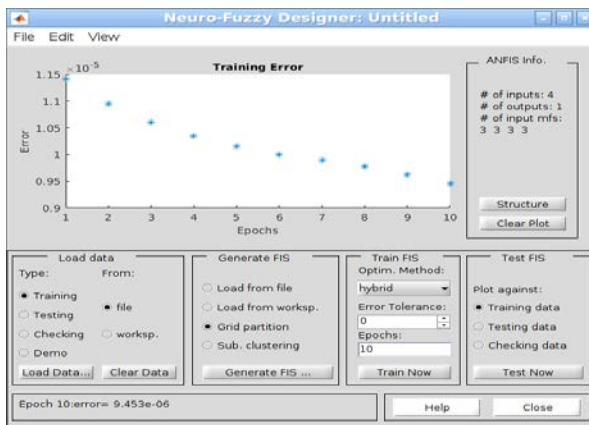 Neuro-Fuzzy Designer: Untitled
File Edit View
×10⁻⁵
Training Error
1.15
1.1
1.05
1
0.95
0.9
Error
1 2 3 4 5 6 7 8 9 10
Epochs
ANFIS Info.
# of inputs: 4
# of outputs: 1
# of input mfs:
3 3 3 3
Structure
Clear Plot
Load data
Type: From:
Training
Testing
Checking
Demo
file
worksp.
Load Data... Clear Data
Generate FIS
Load from file
Load from worksp.
Grid partition
Sub. clustering
Generate FIS ...
Train FIS
Optim. Method:
hybrid
Error Tolerance:
0
Epochs:
10
Train Now
Test FIS
Plot against:
Training data
Testing data
Checking data
Test Now
Epoch 10:error= 9.453e-06
Help Close